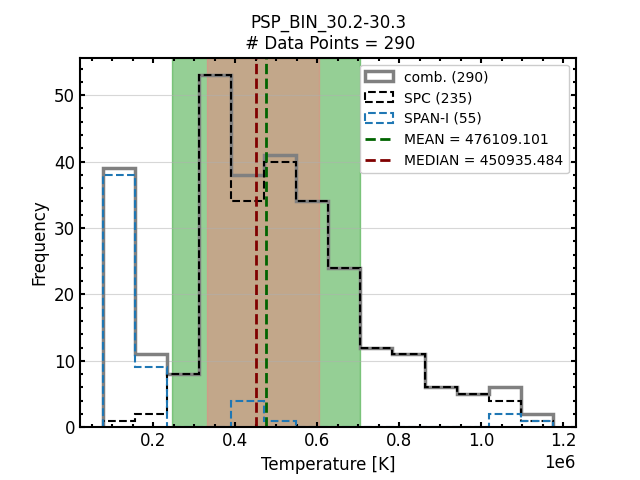 PSP_BIN_30.2-30.3
# Data Points = 290
comb. (290)
SPC (235)
SPAN-I (55)
MEAN = 476109.101
MEDIAN = 450935.484
Frequency
50
40
30
20
10
0
0.2 0.4 0.6 0.8 1.0 1.2
1e6
Temperature [K]